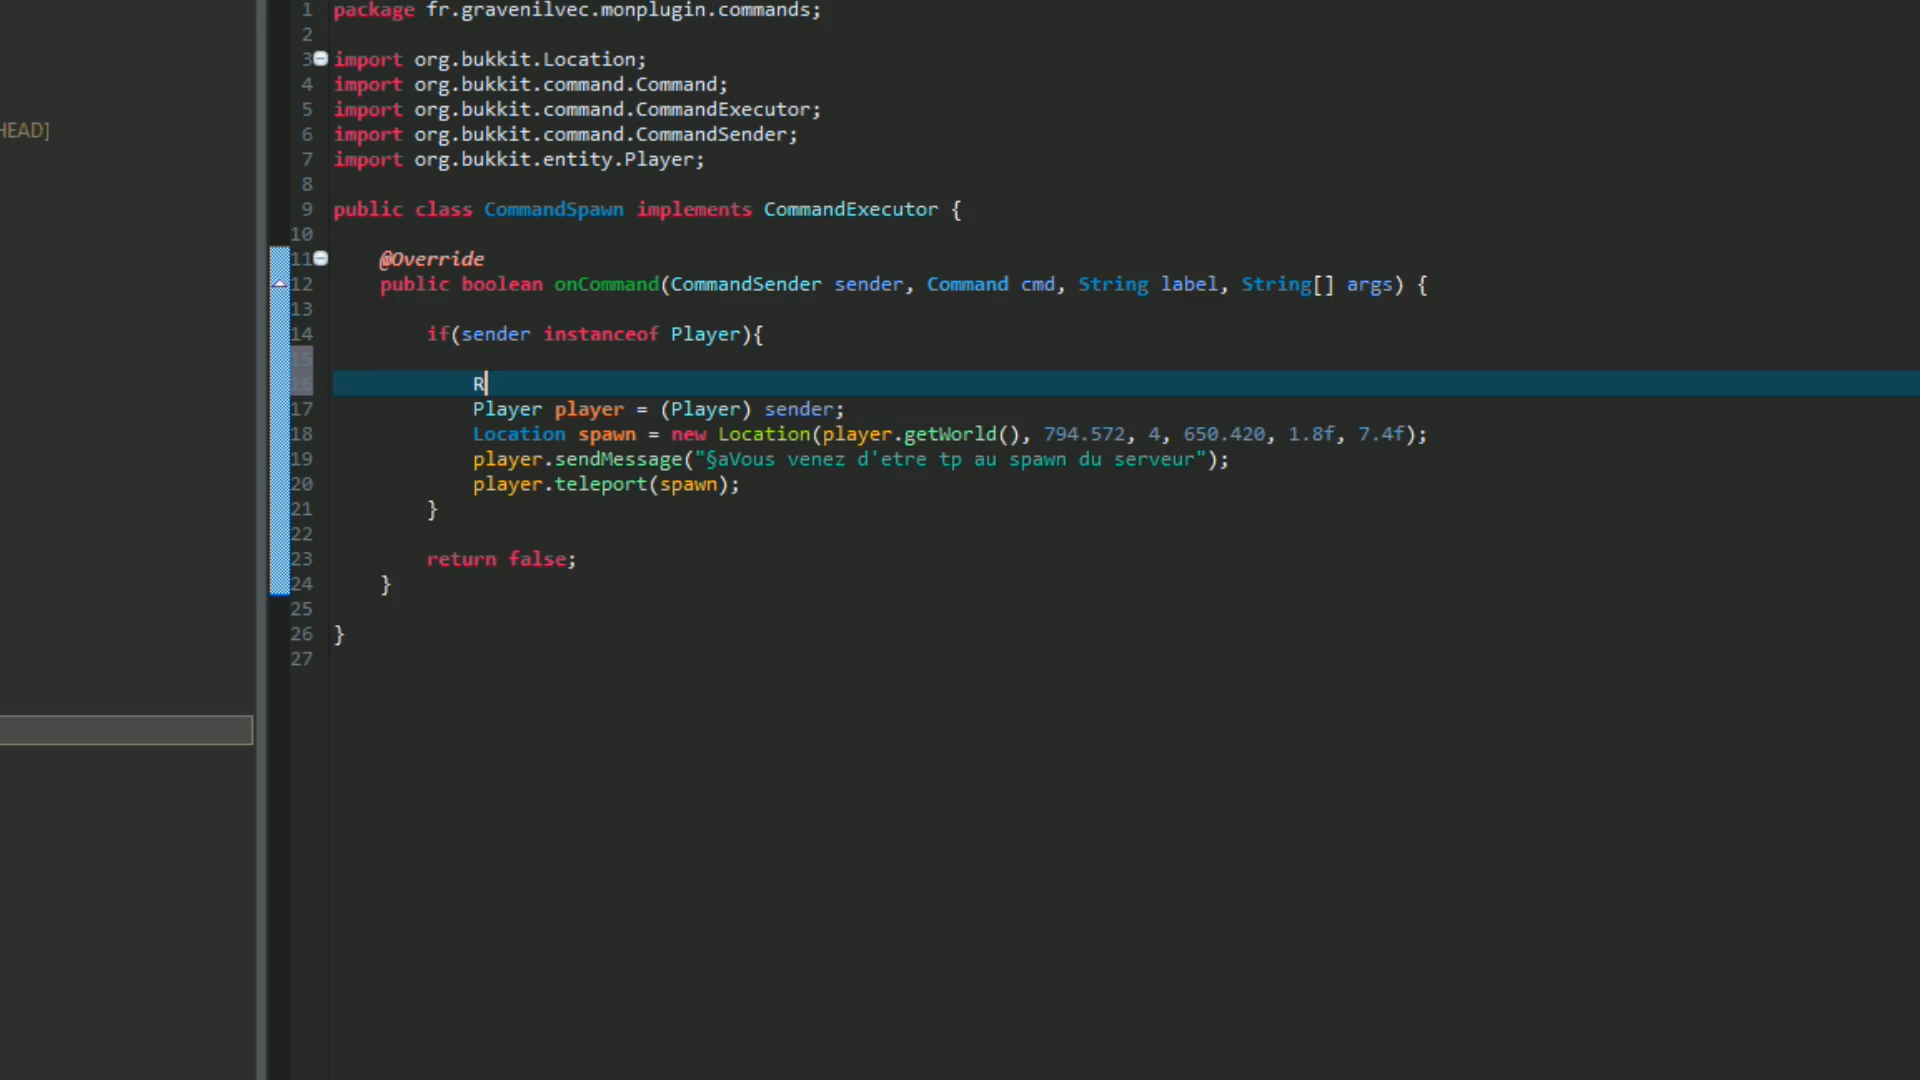 HEAD]
1 package fr.gravenilvec.monplugin.commands;
2
3 import org.bukkit.Location;
4 import org.bukkit.command.Command;
5 import org.bukkit.command.CommandExecutor;
6 import org.bukkit.command.CommandSender;
7 import org.bukkit.entity.Player;
8
9 public class CommandSpawn implements CommandExecutor {
10
11 @Override
12 public boolean onCommand(CommandSender sender, Command cmd, String label, String[] args) {
13
14 if(sender instanceof Player){
15
16 R
17 Player player = (Player) sender;
18 Location spawn = new Location(player.getWorld(), 794.572, 4, 650.420, 1.8f, 7.4f);
19 player.sendMessage("§aVous venez d'etre tp au spawn du serveur");
20 player.teleport(spawn);
21 }
22
23 return false;
24 }
25
26 }
27